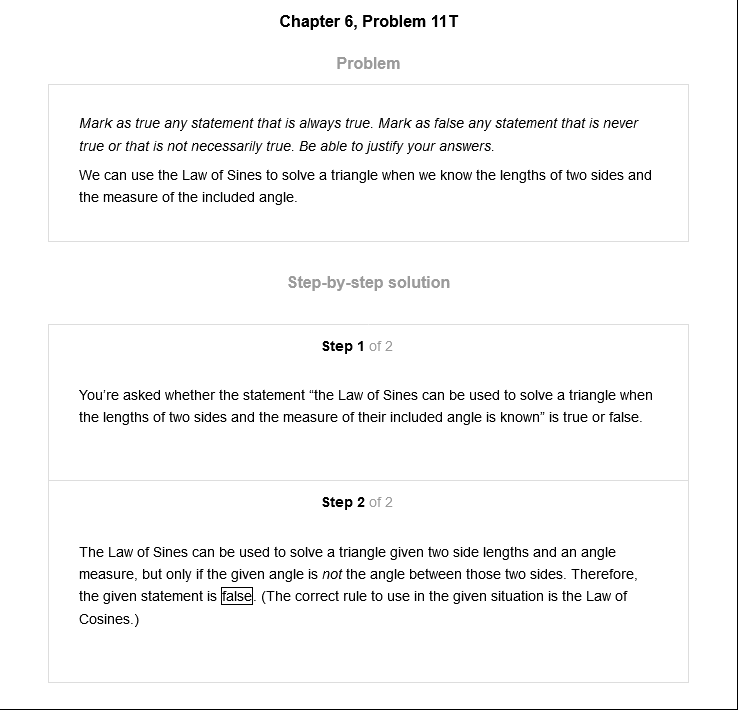 Chapter 6, Problem 11T
Problem
Mark as true any statement that is always true. Mark as false any statement that is never
true or that is not necessarily true. Be able to justify your answers.
We can use the Law of Sines to solve a triangle when we know the lengths of two sides and
the measure of the included angle.
Step-by-step solution
Step 1 of 2
You’re asked whether the statement “the Law of Sines can be used to solve a triangle when
the lengths of two sides and the measure of their included angle is known” is true or false.
Step 2 of 2
The Law of Sines can be used to solve a triangle given two side lengths and an angle
measure, but only if the given angle is not the angle between those two sides. Therefore,
the given statement is false. (The correct rule to use in the given situation is the Law of
Cosines.)